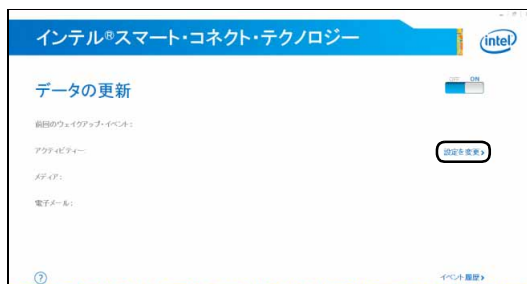 インテル®スマート・コネクト・テクノロジー
intel
データの更新
OFF ON
前回のウェイクアップ・イベント:
アクティビティー:
設定を変更>
メディア:
電子メール:
?
イベント履歴>